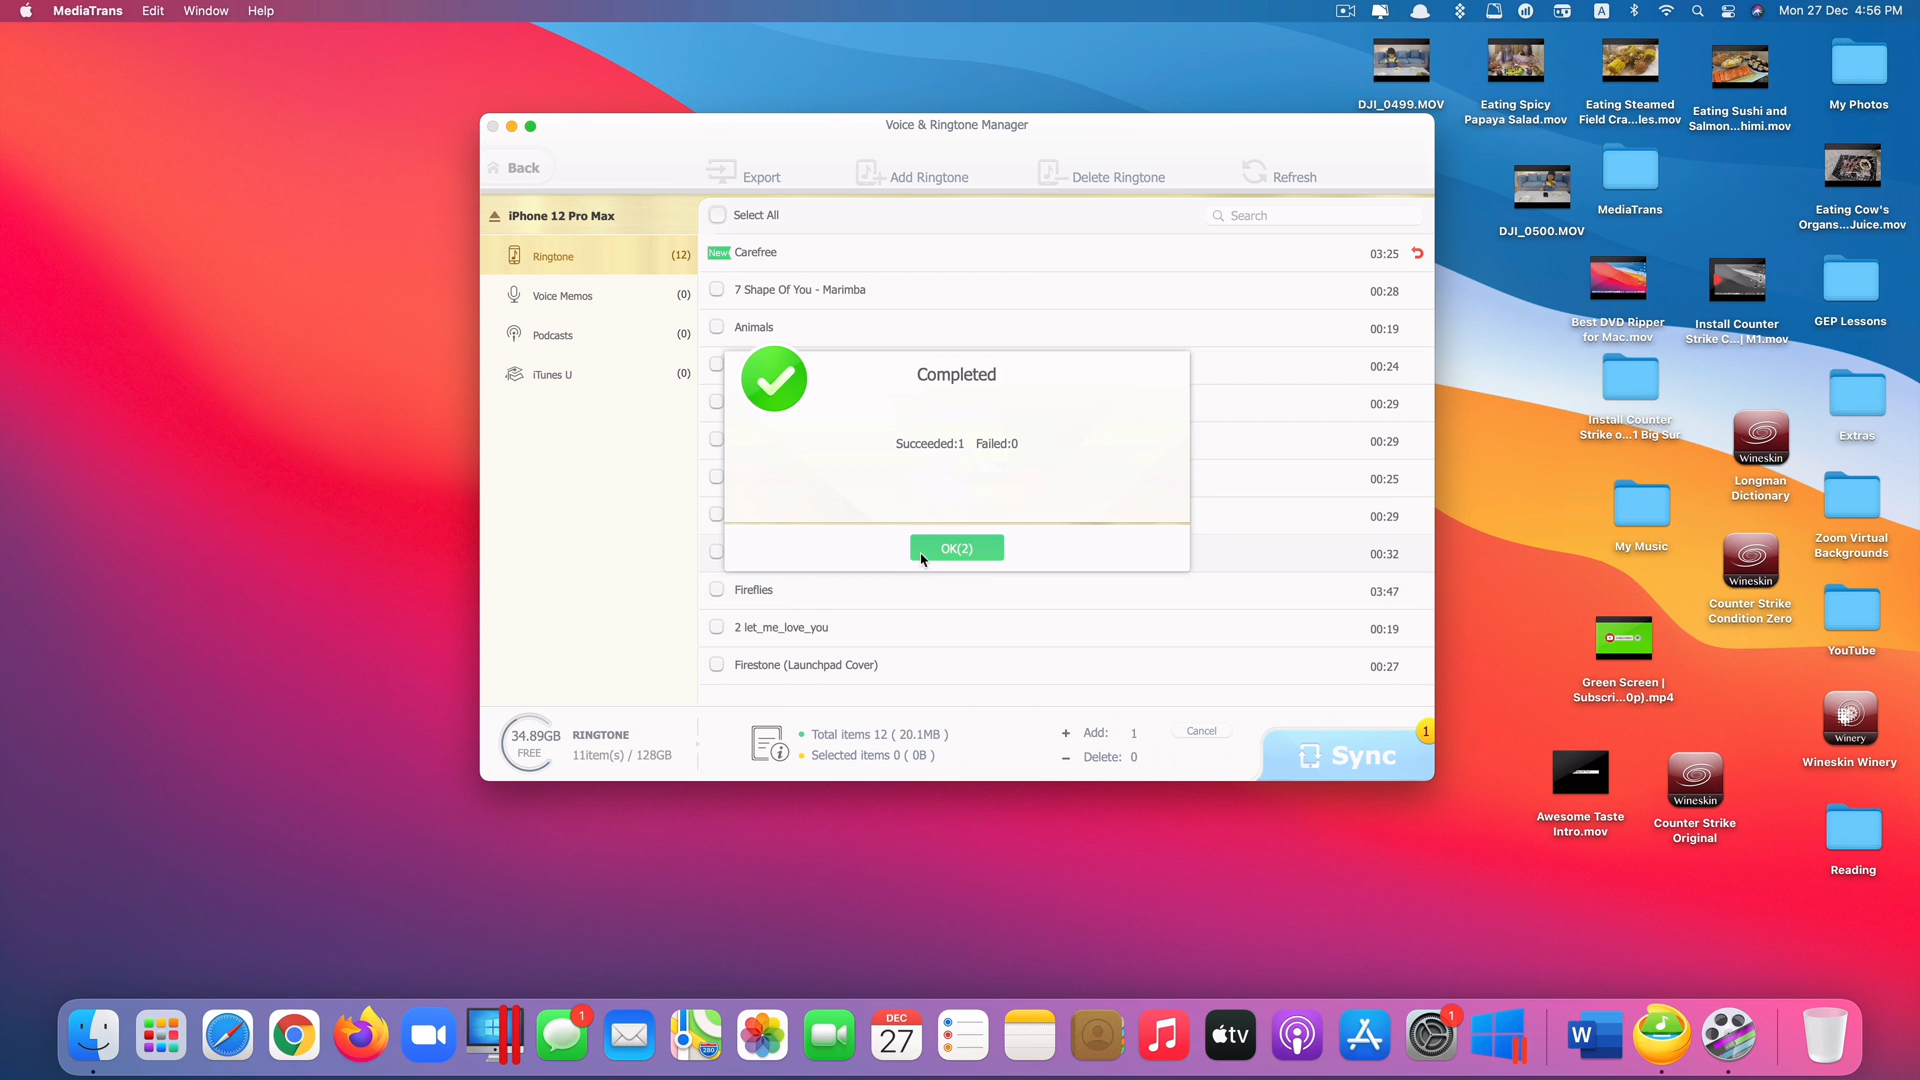 MediaTrans Edit Window Help
A
Mon 27 Dec 4:56 PM
DJI_0499.MOV
Eating Spicy
Papaya Salad.mov
Eating Steamed
Field Cra...les.mov
Eating Sushi and
Salmon...himi.mov
My Photos
DJI_0500.MOV
MediaTrans
Eating Cow's
Organs...Juice.mov
Best DVD Ripper
for Mac.mov
Install Counter
Strike C...| M1.mov
GEP Lessons
Install Counter
Strike o...1 Big Sur
Wineskin
Longman
Dictionary
Extras
My Music
Wineskin
Counter Strike
Condition Zero
Zoom Virtual
Backgrounds
Green Screen |
Subscri...0p).mp4
YouTube
Winery
Wineskin Winery
Awesome Taste
Intro.mov
Wineskin
Counter Strike
Original
Reading
Voice & Ringtone Manager
Back
Export
Add Ringtone
Delete Ringtone
Refresh
iPhone 12 Pro Max
Ringtone (12)
Voice Memos (0)
Podcasts (0)
iTunes U (0)
Select All
Search
New Carefree 03:25
7 Shape Of You - Marimba 00:28
Animals 00:19
00:24
00:29
00:29
00:25
00:29
00:32
Fireflies 03:47
2 let_me_love_you 00:19
Firestone (Launchpad Cover) 00:27
Completed
Succeeded:1 Failed:0
OK(2)
34.89GB
FREE
RINGTONE
11item(s) / 128GB
Total items 12 ( 20.1MB )
Selected items 0 ( 0B )
+ Add: 1
- Delete: 0
Cancel
Sync
1
1
280
DEC
27
tv
1
W